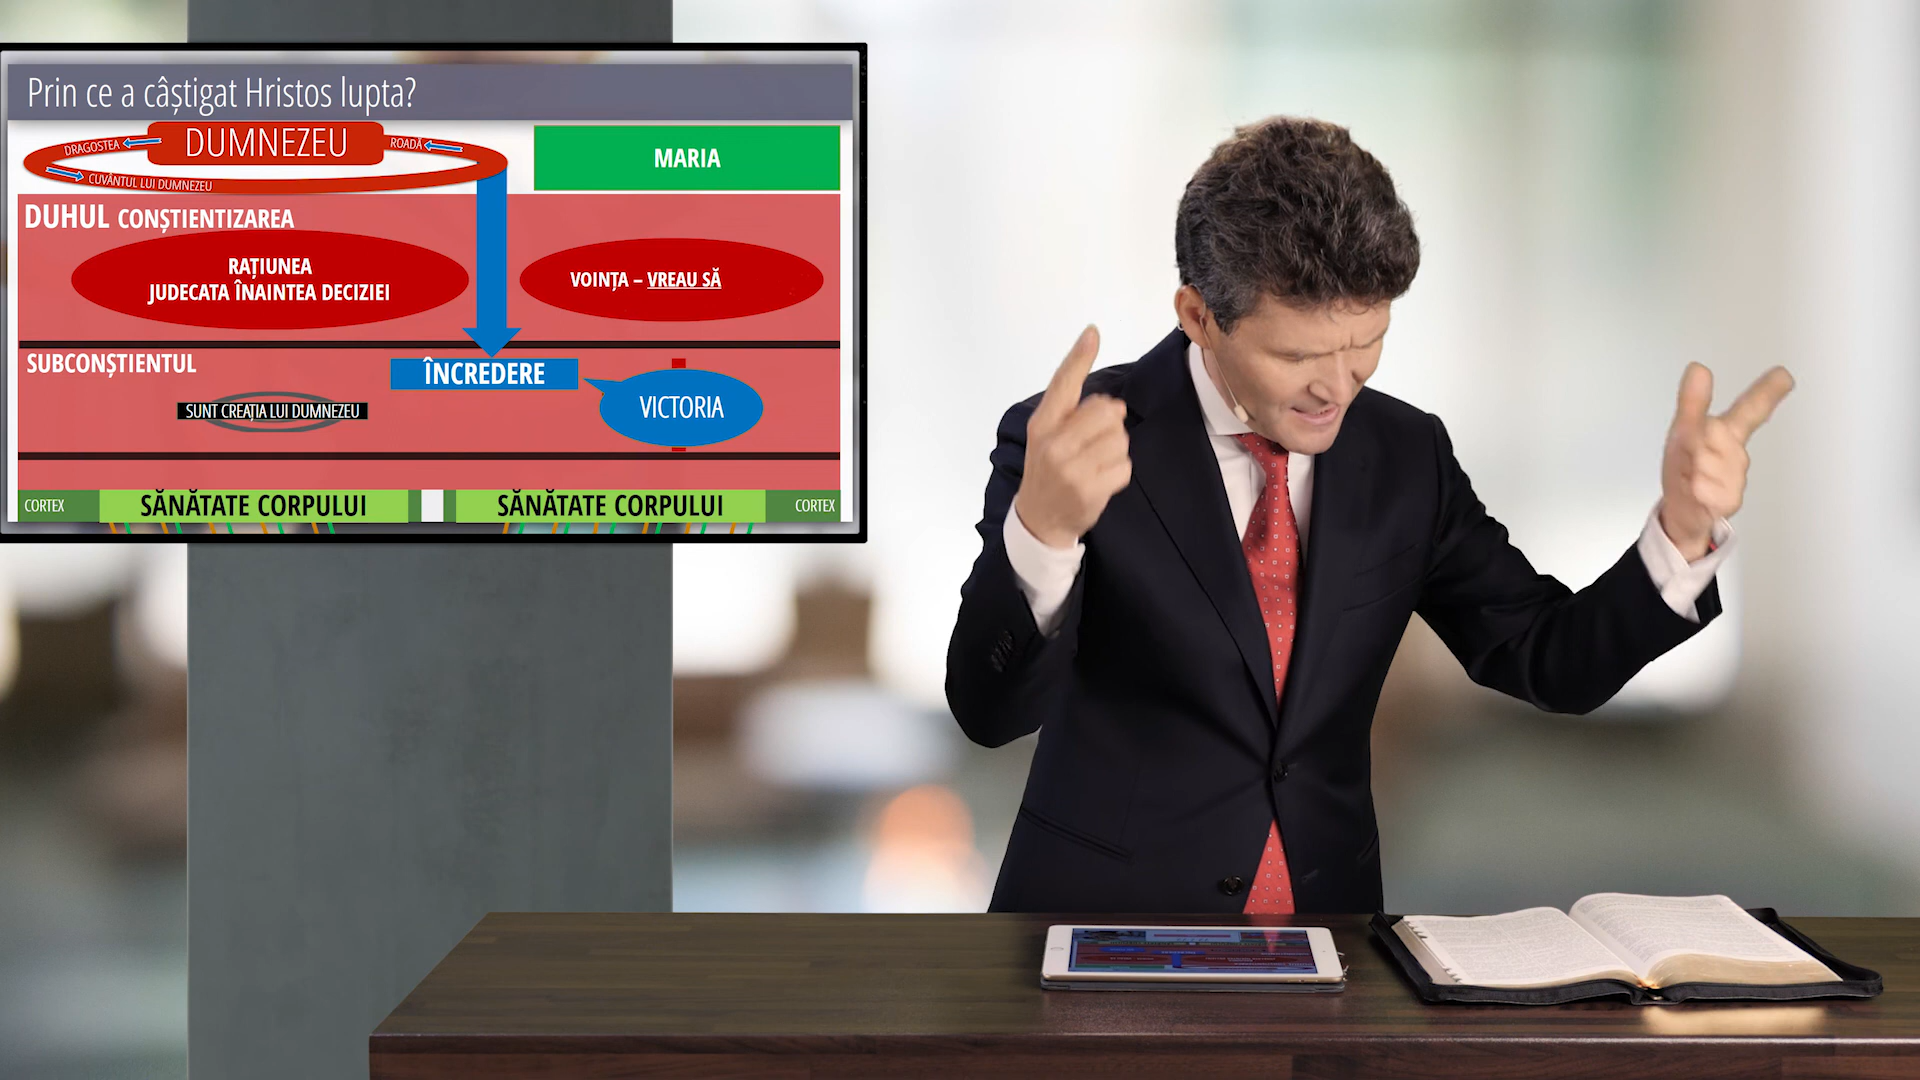 Prin ce a câștigat Hristos lupta?
DRAGOSTEA
DUMNEZEU
ROADĂ
CUVÂNTUL LUI DUMNEZEU
MARIA
DUHUL CONȘTIENTIZAREA
RAȚIUNEA
JUDECATA ÎNAINTEA DECIZIEI
VOINȚA – VREAU SĂ
SUBCONȘTIENTUL
ÎNCREDERE
SUNT CREAȚIA LUI DUMNEZEU
VICTORIA
CORTEX
SĂNĂTATE CORPULUI
SĂNĂTATE CORPULUI
CORTEX